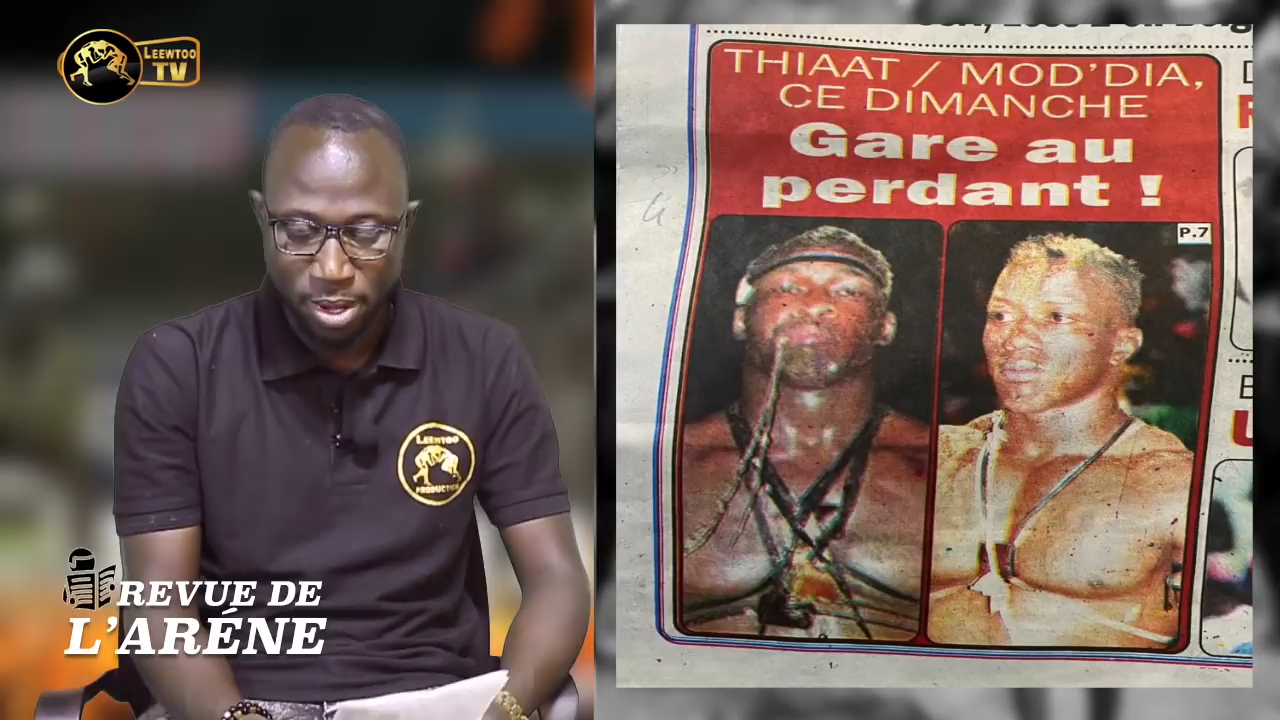 LEEWTOO
TV
THIAAT / MOD'DIA,
CE DIMANCHE
Gare au
perdant !
P.7
LEEWTOO
PRODUCTION
REVUE DE
L'ARÉNE